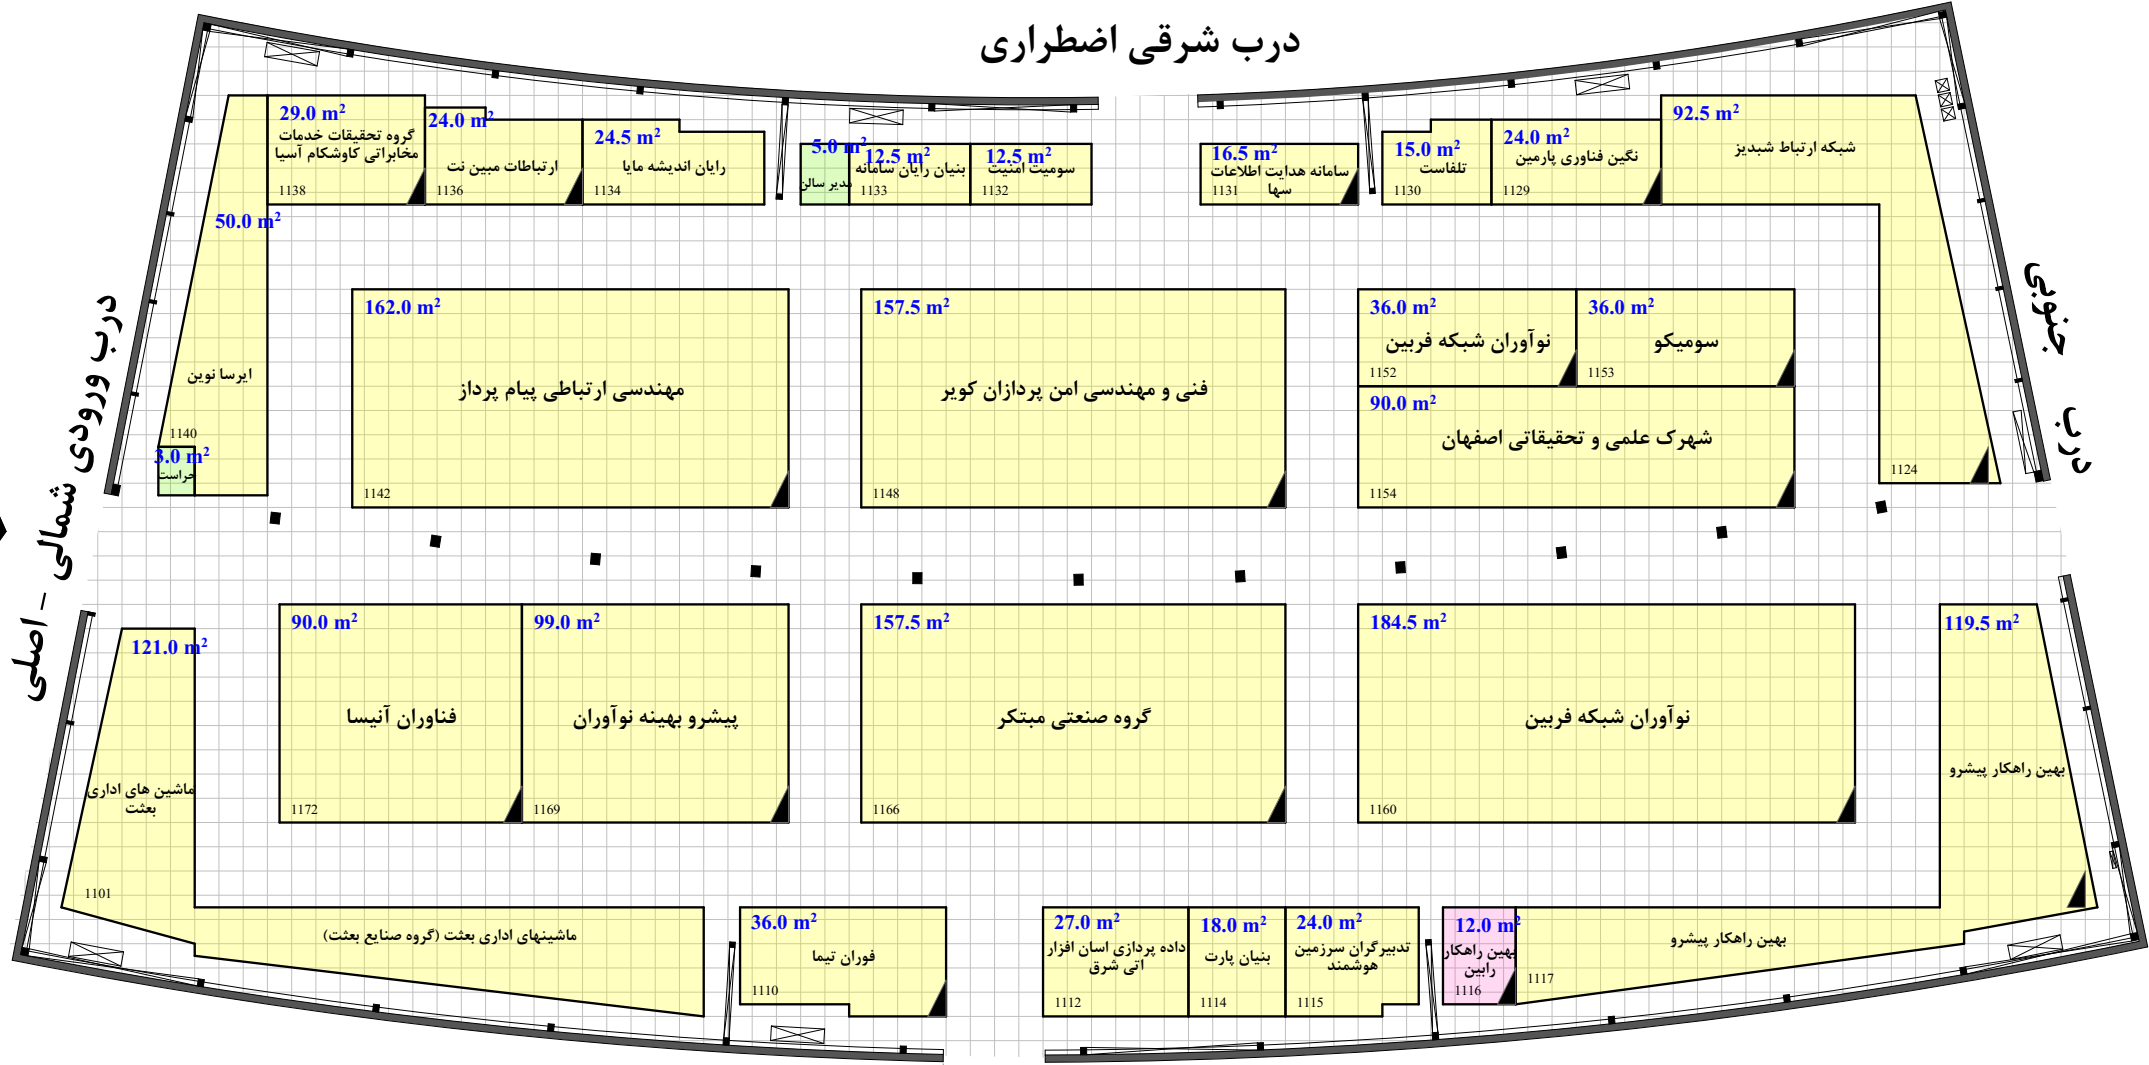 درب شرقی اضطراری
29.0 m²
گروه تحقیقات خدمات
مخابراتی کاوشکام آسیا
1138
24.0 m²
ارتباطات مبین نت
1136
24.5 m²
رایان اندیشه مایا
1134
5.0 m²
مدیر سالن
12.5 m²
بنیان رایان سامانه
1133
12.5 m²
سومیت امنیت
1132
16.5 m²
سامانه هدایت اطلاعات
سها
1131
15.0 m²
تلفاست
1130
24.0 m²
نگین فناوری پارمین
1129
92.5 m²
شبکه ارتباط شبدیز
1124
50.0 m²
ایرسا نوین
1140
3.0 m²
حراست
162.0 m²
مهندسی ارتباطی پیام پرداز
1142
157.5 m²
فنی و مهندسی امن پردازان کویر
1148
36.0 m²
نوآوران شبکه فربین
1152
36.0 m²
سومیکو
1153
90.0 m²
شهرک علمی و تحقیقاتی اصفهان
1154
درب جنوبی
درب ورودی شمالی - اصلی
121.0 m²
ماشین های اداری
بعثت
1101
ماشینهای اداری بعثت (گروه صنایع بعثت)
90.0 m²
فناوران آنیسا
1172
99.0 m²
پیشرو بهینه نوآوران
1169
157.5 m²
گروه صنعتی مبتکر
1166
184.5 m²
نوآوران شبکه فربین
1160
119.5 m²
بهین راهکار پیشرو
36.0 m²
فوران تیما
1110
27.0 m²
داده پردازی اسان افزار
اتی شرق
1112
18.0 m²
بنیان پارت
1114
24.0 m²
تدبیرگران سرزمین
هوشمند
1115
12.0 m²
بهین راهکار
رابین
1116
بهین راهکار پیشرو
1117